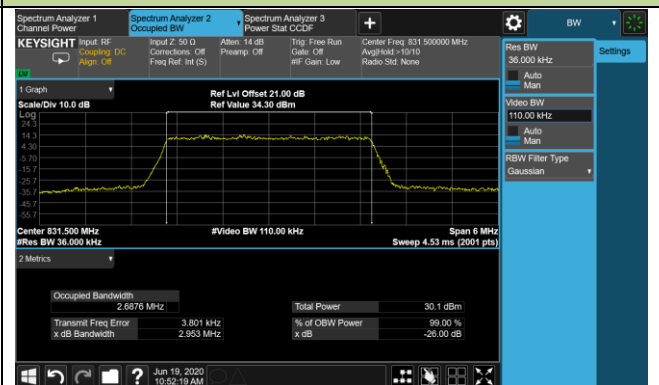 Spectrum Analyzer 1
Channel Power
Spectrum Analyzer 2
Occupied BW
Spectrum Analyzer 3
Power Stat CCDF
BW
KEYSIGHT
Input: RF
Coupling: DC
Align: Off
Input Z: 50 Ω
Corrections: Off
Freq Ref: Int (S)
Atten: 14 dB
Preamp: Off
Trig: Free Run
Gate: Off
#IF Gain: Low
Center Freq: 831.500000 MHz
Avg|Hold:>10/10
Radio Std: None
Res BW
36.000 kHz
Auto
Man
Settings
Video BW
110.00 kHz
Auto
Man
RBW Filter Type
Gaussian
1 Graph
Scale/Div 10.0 dB
Ref Lvl Offset 21.00 dB
Ref Value 34.30 dBm
Log
24.3
14.3
4.30
-5.70
-15.7
-25.7
-35.7
-45.7
-55.7
Center 831.500 MHz
#Video BW 110.00 kHz
Span 6 MHz
#Res BW 36.000 kHz
Sweep 4.53 ms (2001 pts)
2 Metrics
Occupied Bandwidth
2.6876 MHz
Total Power 30.1 dBm
Transmit Freq Error 3.801 kHz
% of OBW Power 99.00 %
x dB Bandwidth 2.953 MHz
x dB -26.00 dB
?
Jun 19, 2020
10:52:19 AM